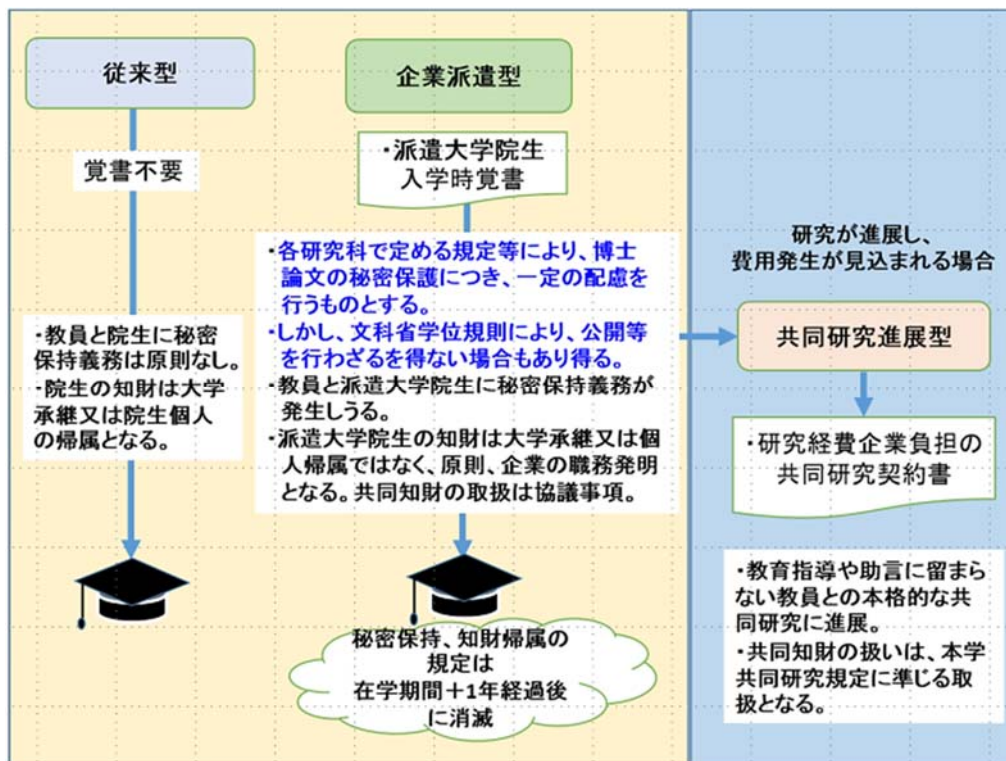 従来型
覚書不要
・教員と院生に秘密
保持義務は原則なし。
・院生の知財は大学
承継又は院生個人
の帰属となる。
企業派遣型
・派遣大学院生
入学時覚書
・各研究科で定める規定等により、博士
論文の秘密保護につき、一定の配慮を
行うものとする。
・しかし、文科省学位規則により、公開等
を行わざるを得ない場合もあり得る。
・教員と派遣大学院生に秘密保持義務が
発生しうる。
・派遣大学院生の知財は大学承継又は個
人帰属ではなく、原則、企業の職務発明
となる。共同知財の取扱は協議事項。
秘密保持、知財帰属の
規定は
在学期間＋1年経過後
に消滅
研究が進展し、
費用発生が見込まれる場合
共同研究進展型
・研究経費企業負担の
共同研究契約書
・教育指導や助言に留まら
ない教員との本格的な共
同研究に進展。
・共同知財の扱いは、本学
共同研究規定に準じる取
扱となる。